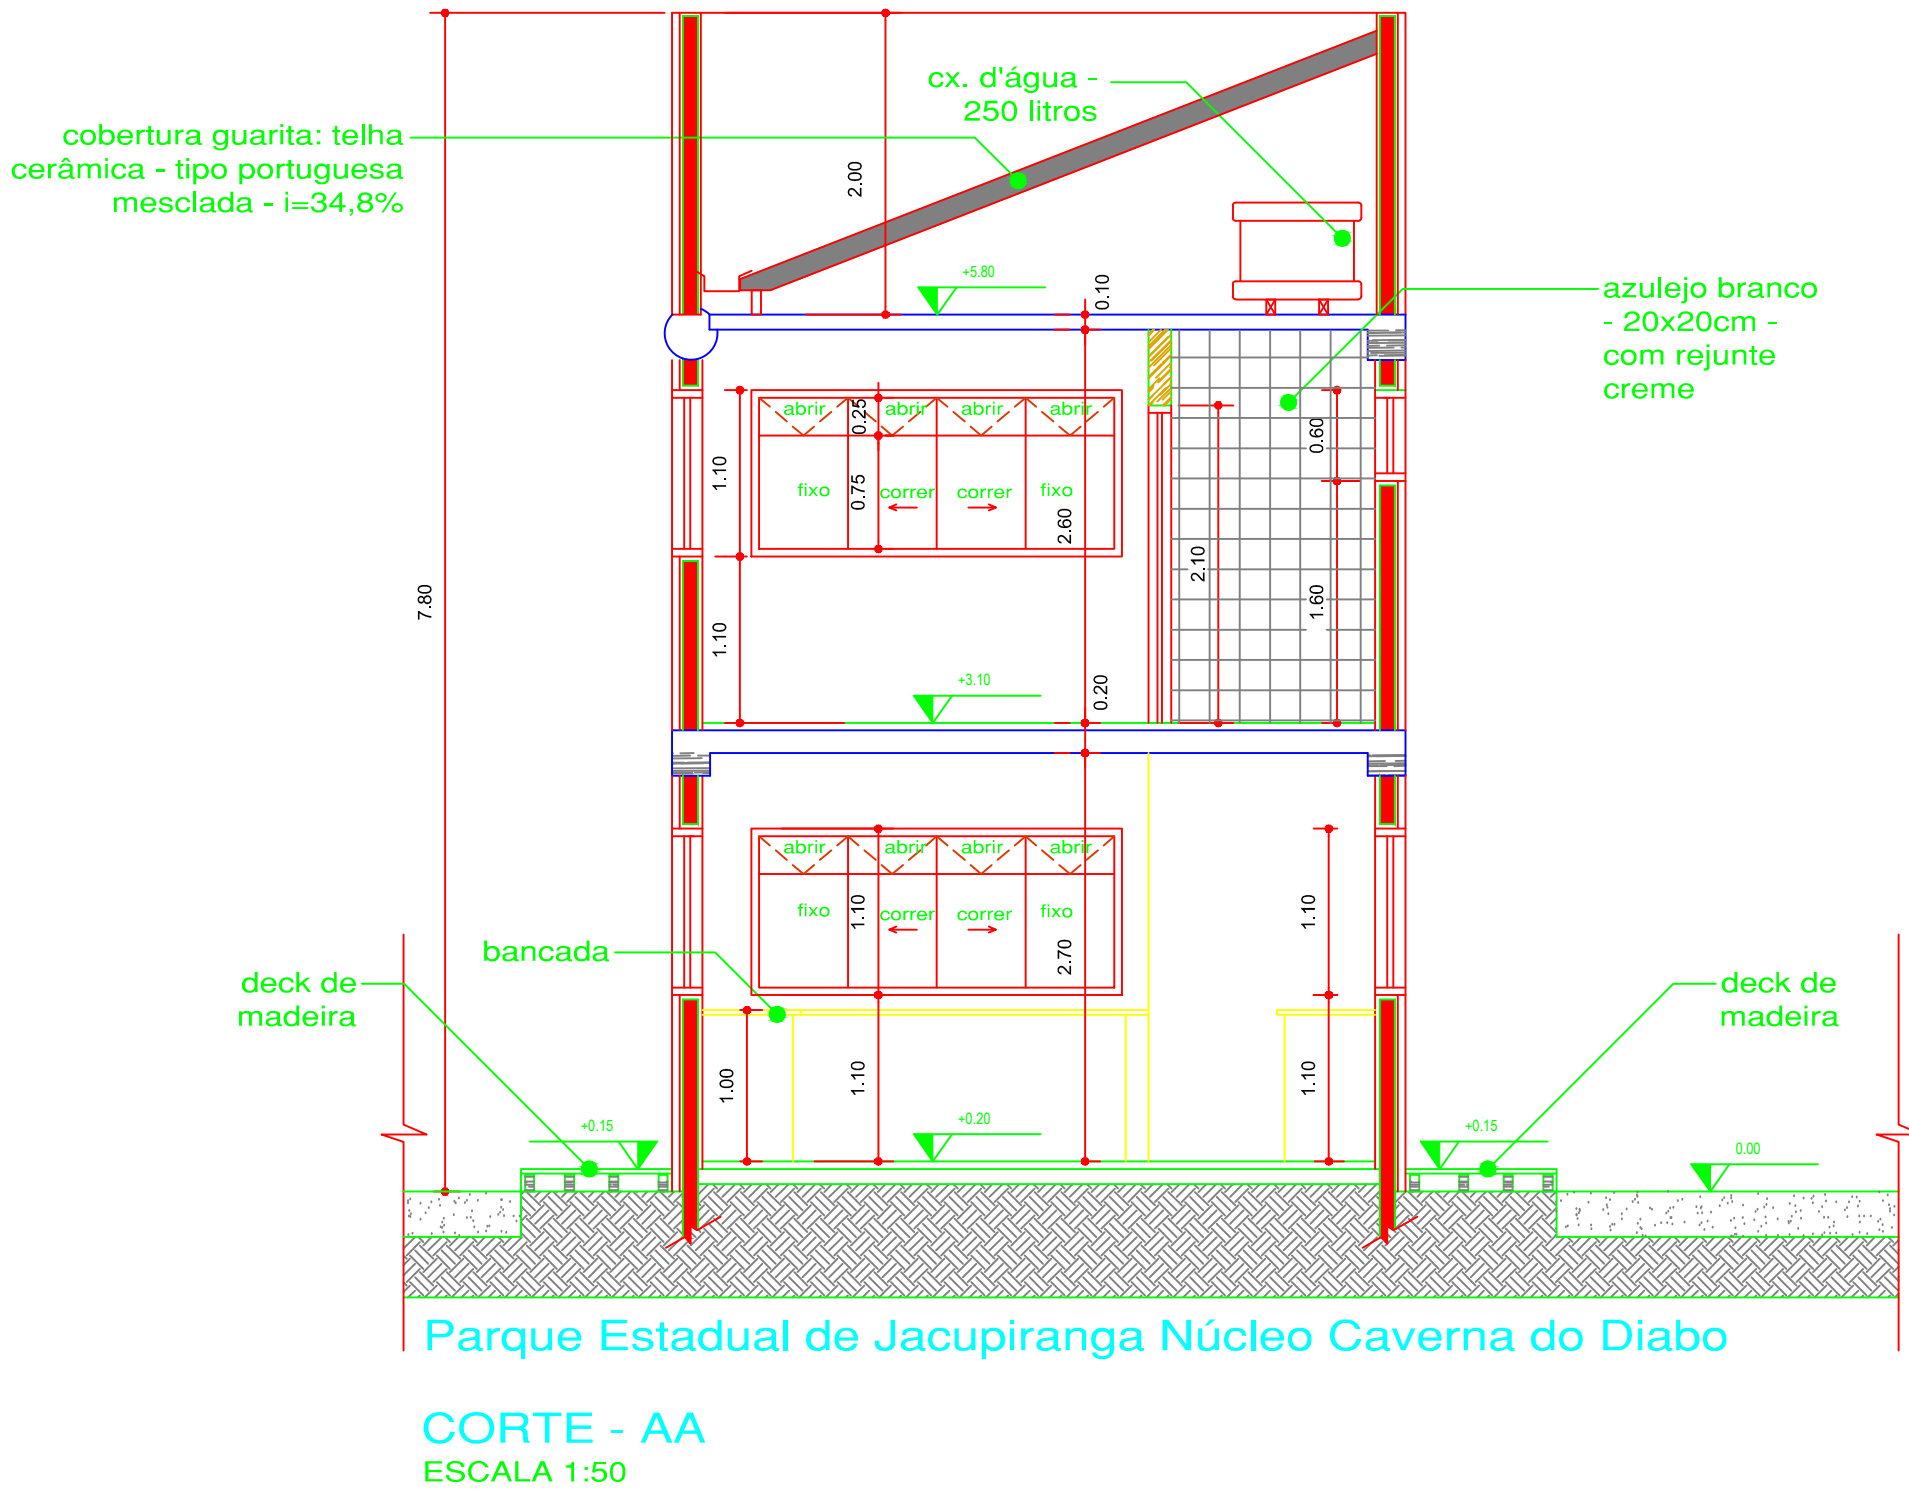 cx. d'água -
250 litros
cobertura guarita: telha
cerâmica - tipo portuguesa
mesclada - i=34,8%
2.00
+5.80
0.10
azulejo branco
- 20x20cm -
com rejunte
creme
abrir
abrir
abrir
abrir
0.25
0.60
1.10
fixo
0.75
correr
correr
fixo
2.60
2.10
7.80
1.60
1.10
+3.10
0.20
abrir
abrir
abrir
abrir
fixo
1.10
correr
correr
fixo
1.10
bancada
2.70
deck de
madeira
deck de
madeira
1.00
1.10
1.10
+0.15
+0.20
+0.15
0.00
Parque Estadual de Jacupiranga Núcleo Caverna do Diabo
CORTE - AA
ESCALA 1:50